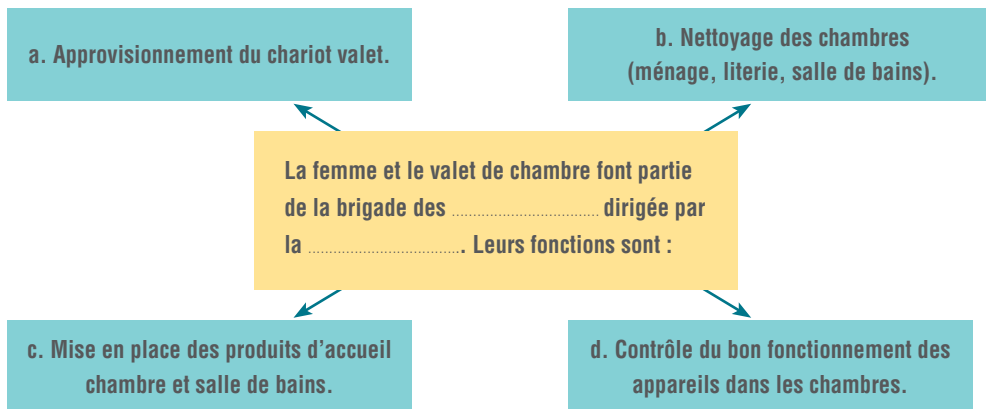 a. Approvisionnement du chariot valet.
b. Nettoyage des chambres
(ménage, literie, salle de bains).
La femme et le valet de chambre font partie
de la brigade des .................................... dirigée par
la ..................................... Leurs fonctions sont :
c. Mise en place des produits d’accueil
chambre et salle de bains.
d. Contrôle du bon fonctionnement des
appareils dans les chambres.